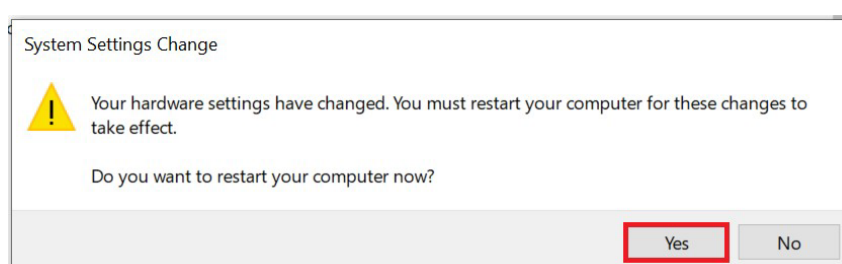 System Settings Change
Your hardware settings have changed. You must restart your computer for these changes to
take effect.
Do you want to restart your computer now?
Yes
No